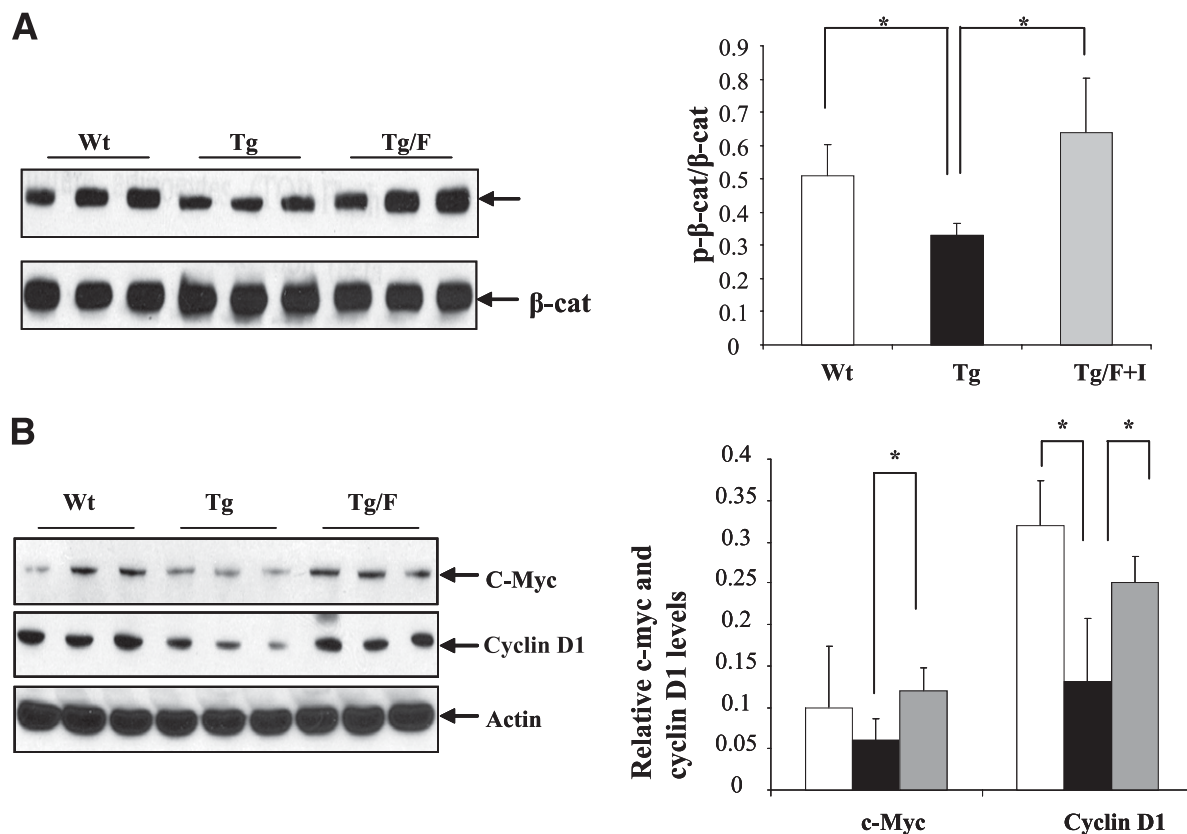 A
Wt Tg Tg/F
β-cat
* *
p-β-cat/β-cat
0.9
0.8
0.7
0.6
0.5
0.4
0.3
0.2
0.1
0
Wt Tg Tg/F+I
B
Wt Tg Tg/F
C-Myc
Cyclin D1
Actin
* * *
Relative c-myc and
cyclin D1 levels
0.4
0.35
0.3
0.25
0.2
0.15
0.1
0.05
0
c-Myc Cyclin D1